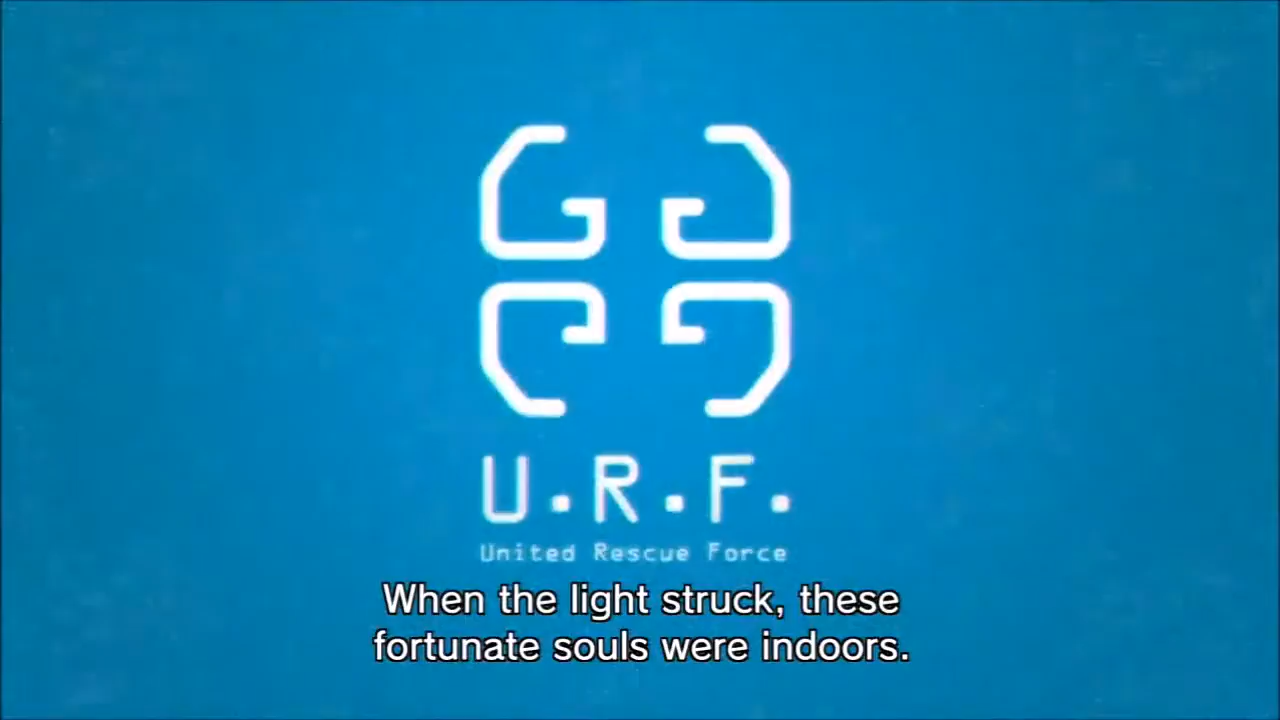 U.R.F.
United Rescue Force
When the light struck, these
fortunate souls were indoors.